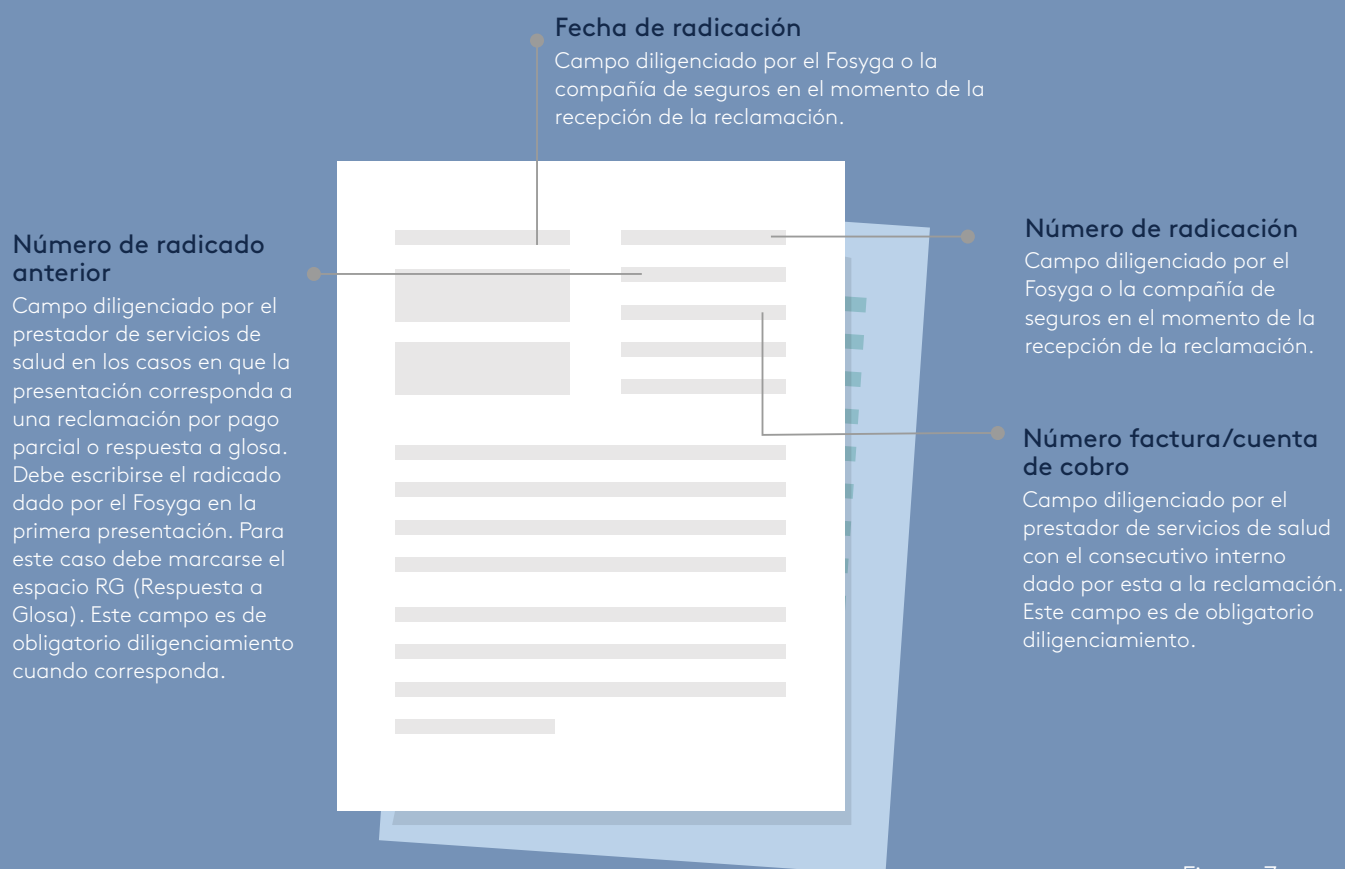 Fecha de radicación
Campo diligenciado por el Fosyga o la
compañía de seguros en el momento de la
recepción de la reclamación.
Número de radicado
anterior
Campo diligenciado por el
prestador de servicios de
salud en los casos en que la
presentación corresponda a
una reclamación por pago
parcial o respuesta a glosa.
Debe escribirse el radicado
dado por el Fosyga en la
primera presentación. Para
este caso debe marcarse el
espacio RG (Respuesta a
Glosa). Este campo es de
obligatorio diligenciamiento
cuando corresponda.
Número de radicación
Campo diligenciado por el
Fosyga o la compañía de
seguros en el momento de la
recepción de la reclamación.
Número factura/cuenta
de cobro
Campo diligenciado por el
prestador de servicios de salud
con el consecutivo interno
dado por esta a la reclamación.
Este campo es de obligatorio
diligenciamiento.